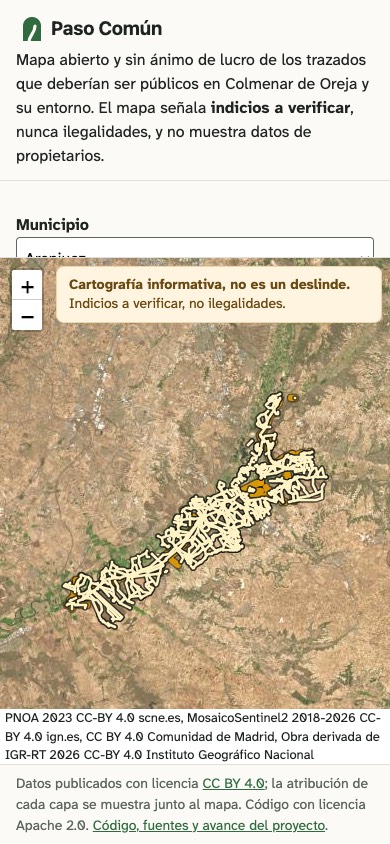 Paso Común
Mapa abierto y sin ánimo de lucro de los trazados
que deberían ser públicos en Colmenar de Oreja y
su entorno. El mapa señala indicios a verificar,
nunca ilegalidades, y no muestra datos de
propietarios.
Municipio
Aranjuez
+
Cartografía informativa, no es un deslinde.
Indicios a verificar, no ilegalidades.
−
PNOA 2023 CC-BY 4.0 scne.es, MosaicoSentinel2 2018-2026 CC-
BY 4.0 ign.es, CC BY 4.0 Comunidad de Madrid, Obra derivada de
IGR-RT 2026 CC-BY 4.0 Instituto Geográfico Nacional
Datos publicados con licencia CC BY 4.0; la atribución de
cada capa se muestra junto al mapa. Código con licencia
Apache 2.0. Código, fuentes y avance del proyecto.